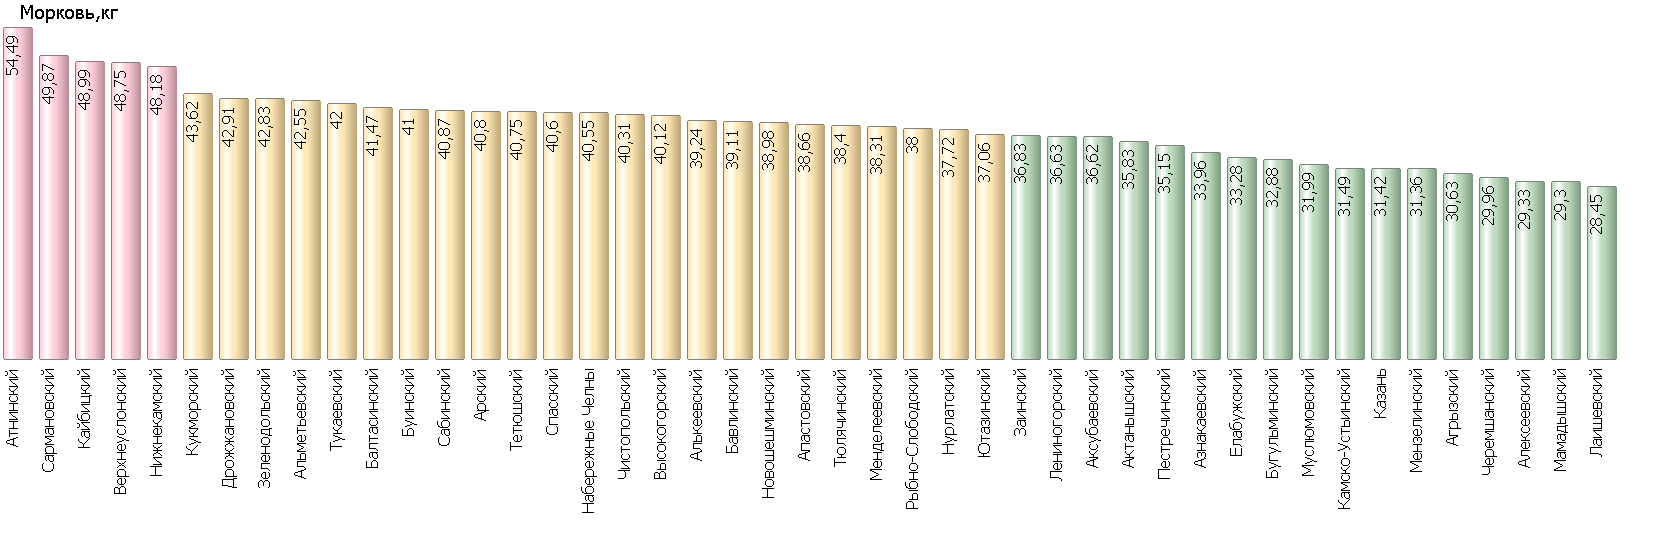 Морковь,кг
54,49
49,87
48,99
48,75
48,18
43,62
42,91
42,83
42,55
42
41,47
41
40,87
40,8
40,75
40,6
40,55
40,31
40,12
39,24
39,11
38,98
38,66
38,4
38,31
38
37,72
37,06
36,83
36,63
36,62
35,83
35,15
33,96
33,28
32,88
31,99
31,49
31,42
31,36
30,63
29,96
29,33
29,3
28,45
Атнинский
Сармановский
Кайбицкий
Верхнеуслонский
Нижнекамский
Кукморский
Дрожжановский
Зеленодольский
Альметьевский
Тукаевский
Балтасинский
Буинский
Сабинский
Арский
Тетюшский
Спасский
Набережные Челны
Чистопольский
Высокогорский
Алькеевский
Бавлинский
Новошешминский
Апастовский
Тюлячинский
Менделеевский
Рыбно-Слободский
Нурлатский
Ютазинский
Заинский
Лениногорский
Аксубаевский
Актанышский
Пестречинский
Азнакаевский
Елабужский
Бугульминский
Муслюмовский
Камско-Устьинский
Казань
Мензелинский
Агрызский
Черемшанский
Алексеевский
Мамадышский
Лаишевский